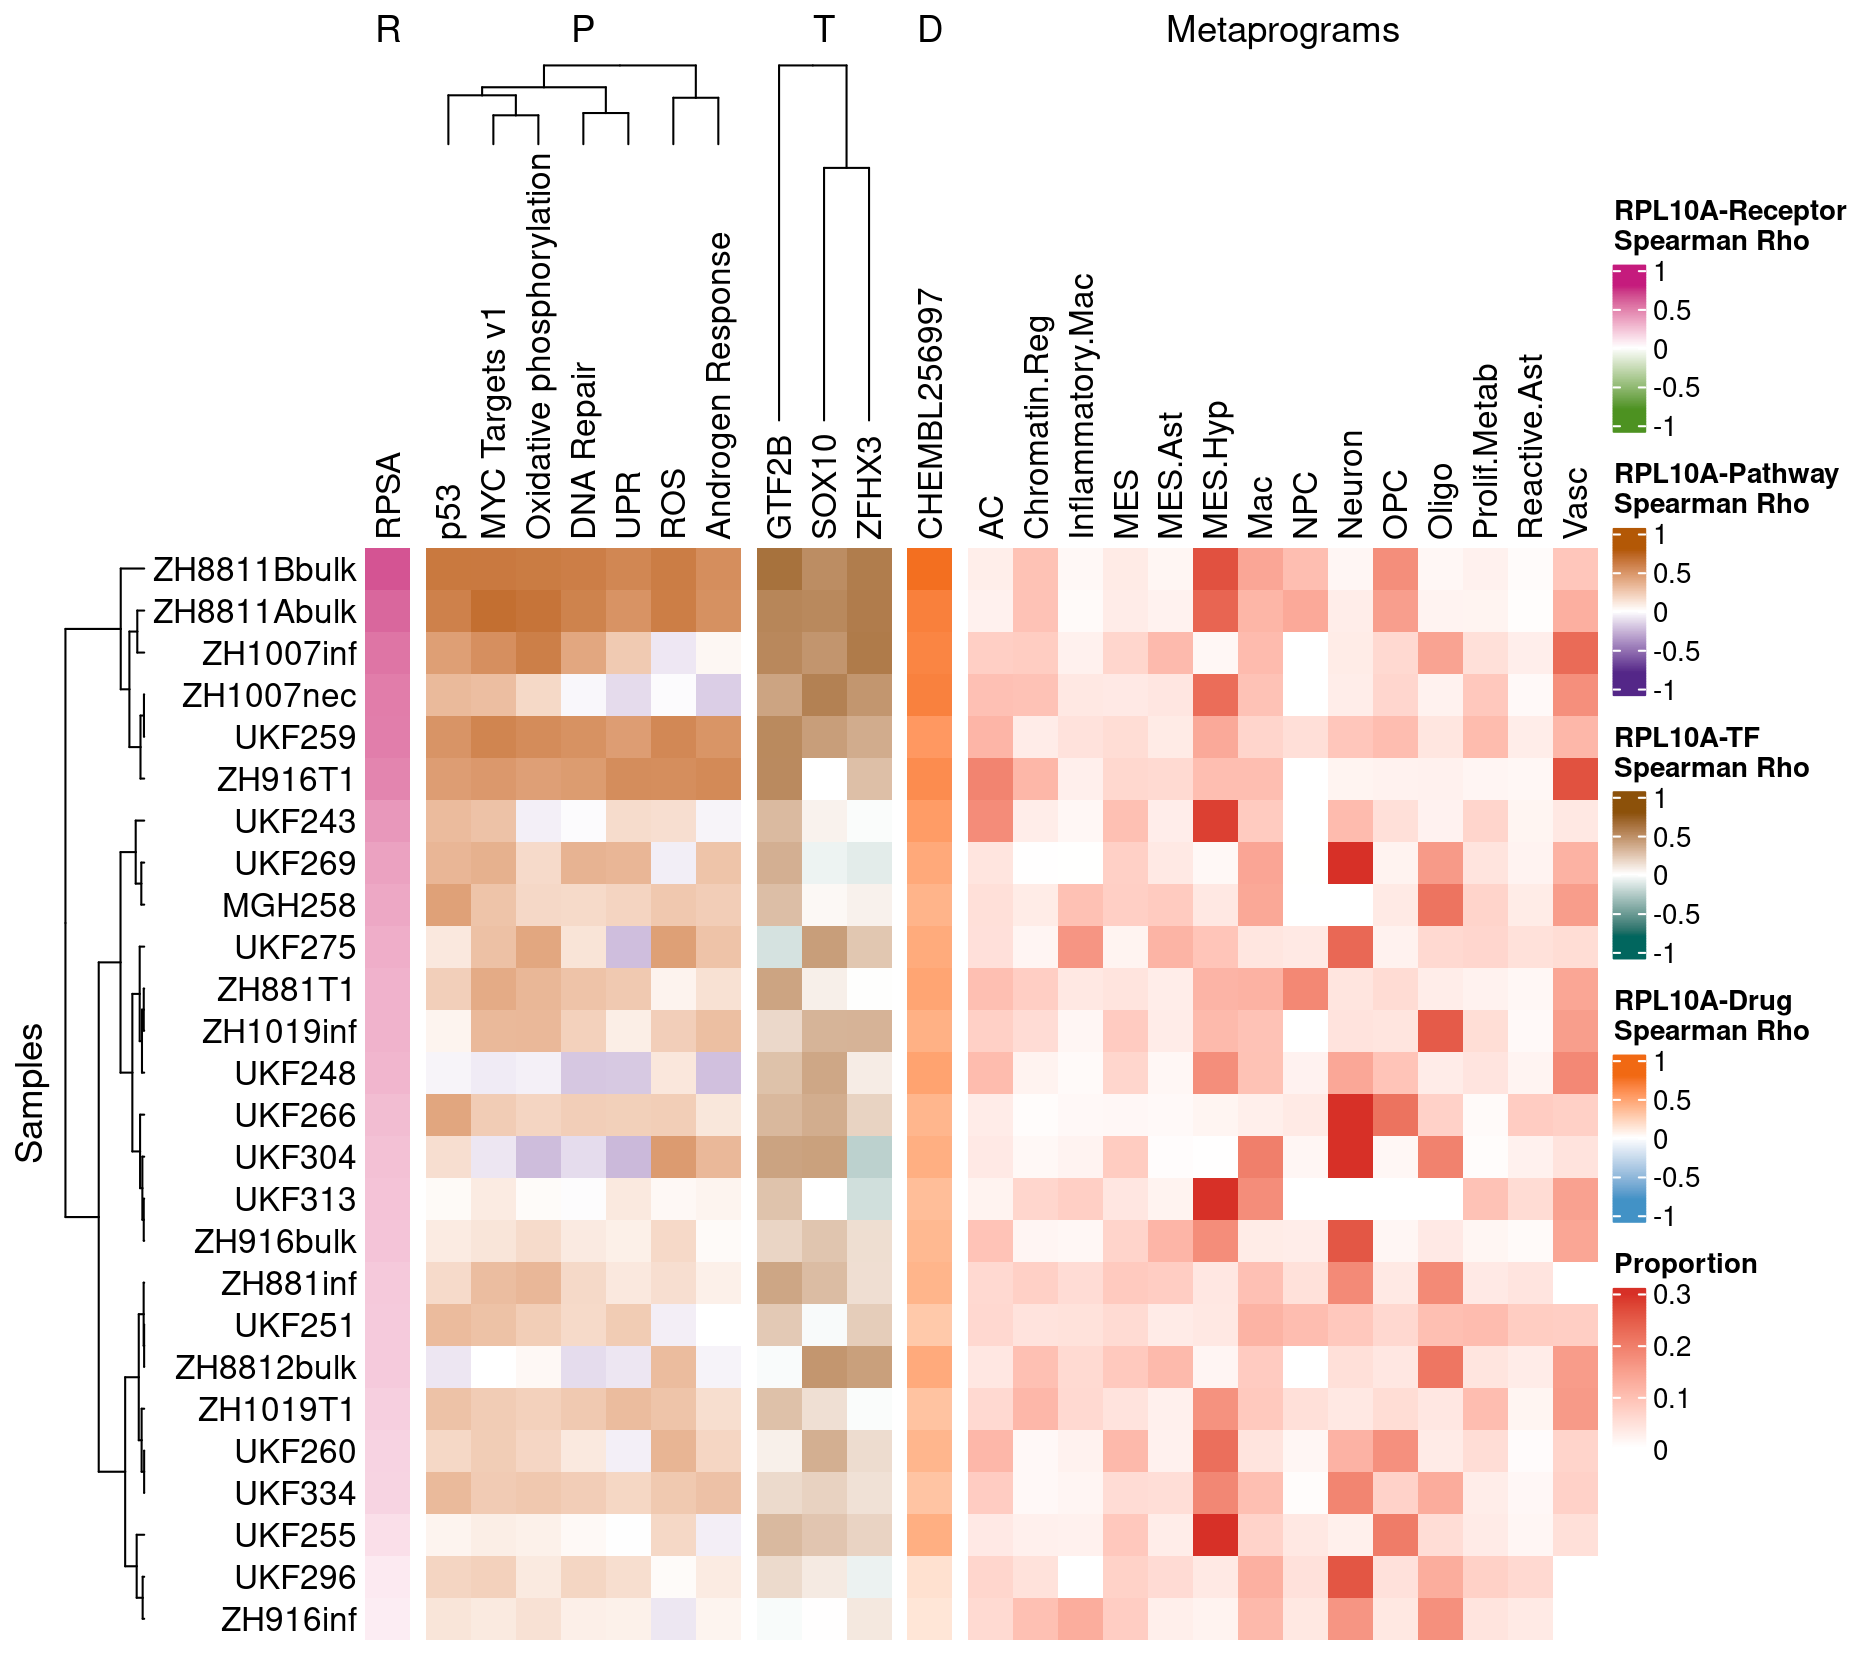 R
P
T
D
Metaprograms
RPSA
p53
MYC Targets v1
Oxidative phosphorylation
DNA Repair
UPR
ROS
Androgen Response
GTF2B
SOX10
ZFHX3
CHEMBL256997
AC
Chromatin.Reg
Inflammatory.Mac
MES
MES.Ast
MES.Hyp
Mac
NPC
Neuron
OPC
Oligo
Prolif.Metab
Reactive.Ast
Vasc
Samples
ZH8811Bbulk
ZH8811Abulk
ZH1007inf
ZH1007nec
UKF259
ZH916T1
UKF243
UKF269
MGH258
UKF275
ZH881T1
ZH1019inf
UKF248
UKF266
UKF304
UKF313
ZH916bulk
ZH881inf
UKF251
ZH8812bulk
ZH1019T1
UKF260
UKF334
UKF255
UKF296
ZH916inf
RPL10A-Receptor
Spearman Rho
1
0.5
0
-0.5
-1
RPL10A-Pathway
Spearman Rho
1
0.5
0
-0.5
-1
RPL10A-TF
Spearman Rho
1
0.5
0
-0.5
-1
RPL10A-Drug
Spearman Rho
1
0.5
0
-0.5
-1
Proportion
0.3
0.2
0.1
0